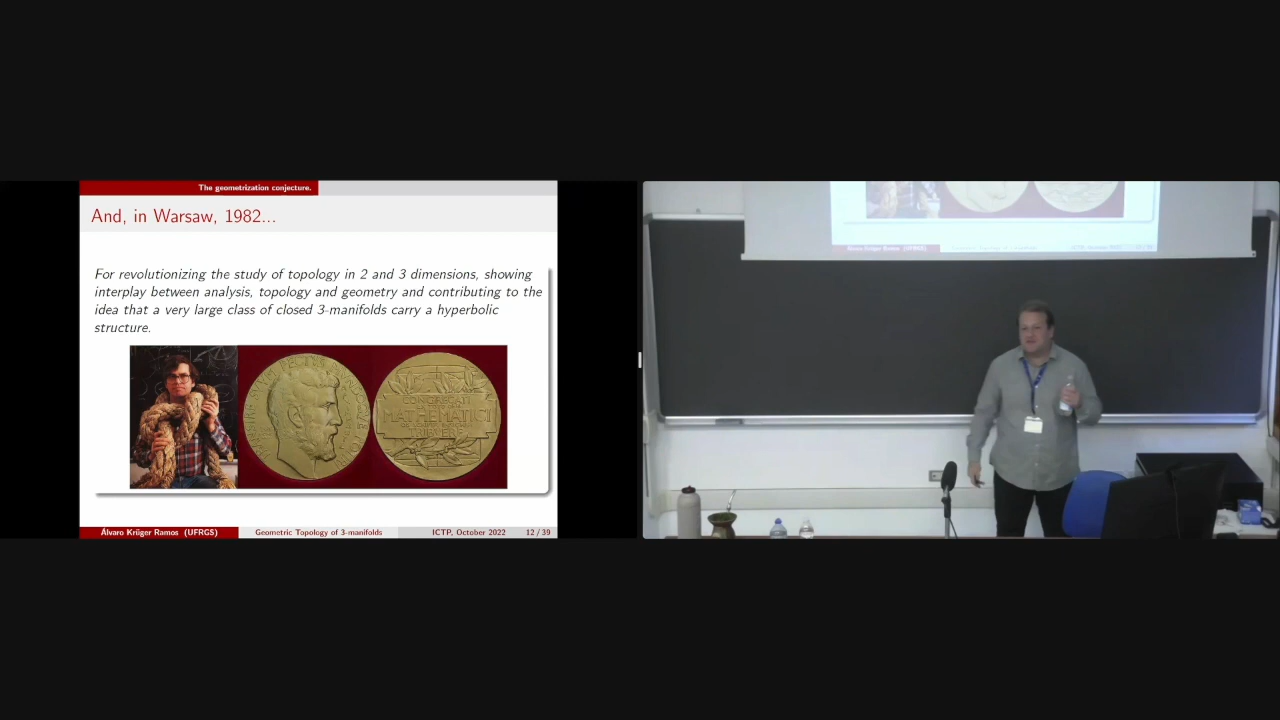 The geometrization conjecture.
And, in Warsaw, 1982...
For revolutionizing the study of topology in 2 and 3 dimensions, showing
interplay between analysis, topology and geometry and contributing to the
idea that a very large class of closed 3-manifolds carry a hyperbolic
structure.
CONGREGATI
MATHEMATICI
Álvaro Krüger Ramos (UFRGS) Geometric Topology of 3-manifolds ICTP, October 2022 12 / 39